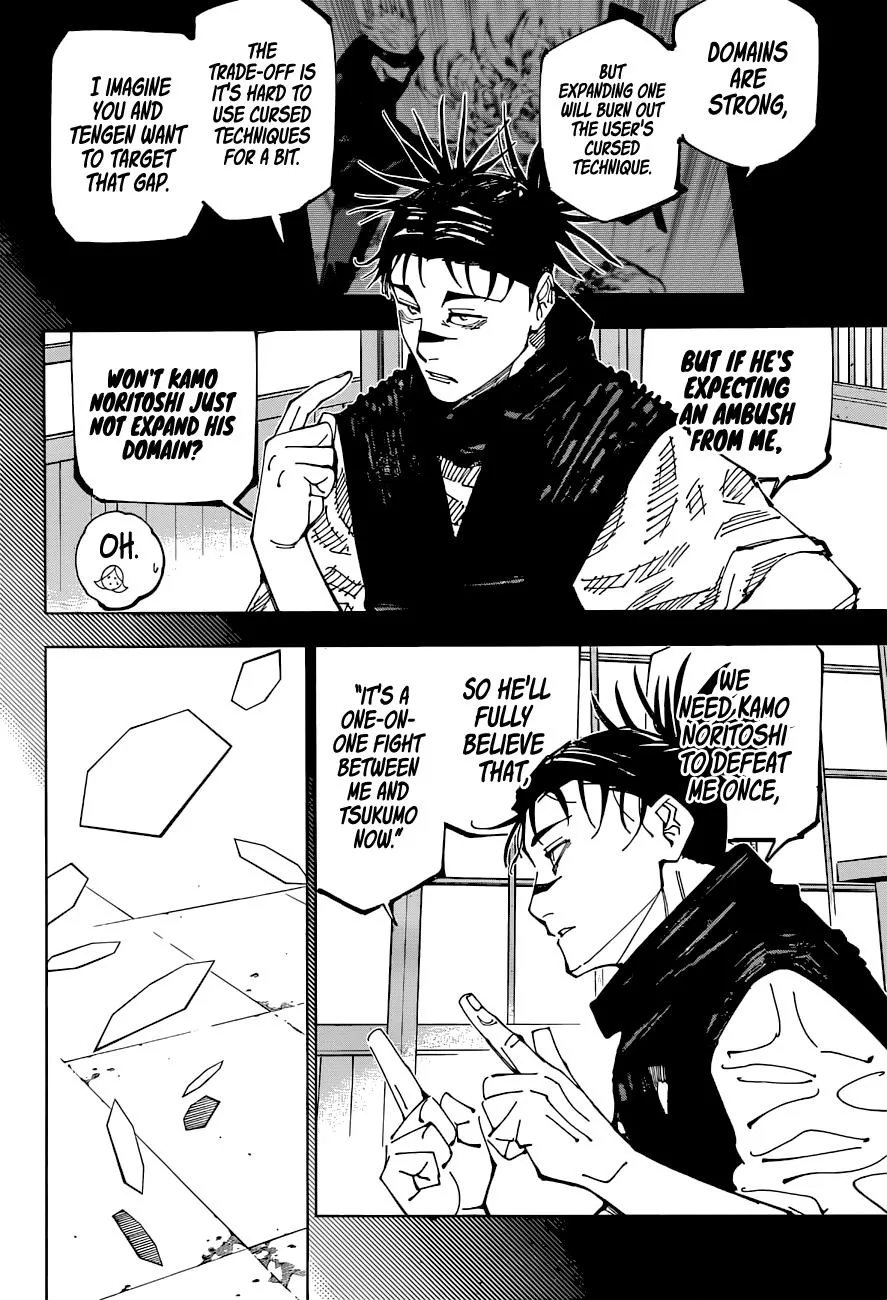 DOMAINS
ARE
STRONG,
BUT
EXPANDING ONE
WILL BURN OUT
THE USER'S
CURSED
TECHNIQUE.
THE
TRADE-OFF IS
IT'S HARD TO
USE CURSED
TECHNIQUES
FOR A BIT.
I IMAGINE
YOU AND
TENGEN WANT
TO TARGET
THAT GAP.
BUT IF HE'S
EXPECTING
AN AMBUSH
FROM ME,
WON'T KAMO
NORITOSHI JUST
NOT EXPAND HIS
DOMAIN?
OH.
WE
NEED KAMO
NORITOSHI
TO DEFEAT
ME ONCE,
SO HE'LL
FULLY
BELIEVE
THAT,
"IT'S A
ONE-ON-
ONE FIGHT
BETWEEN
ME AND
TSUKUMO
NOW."